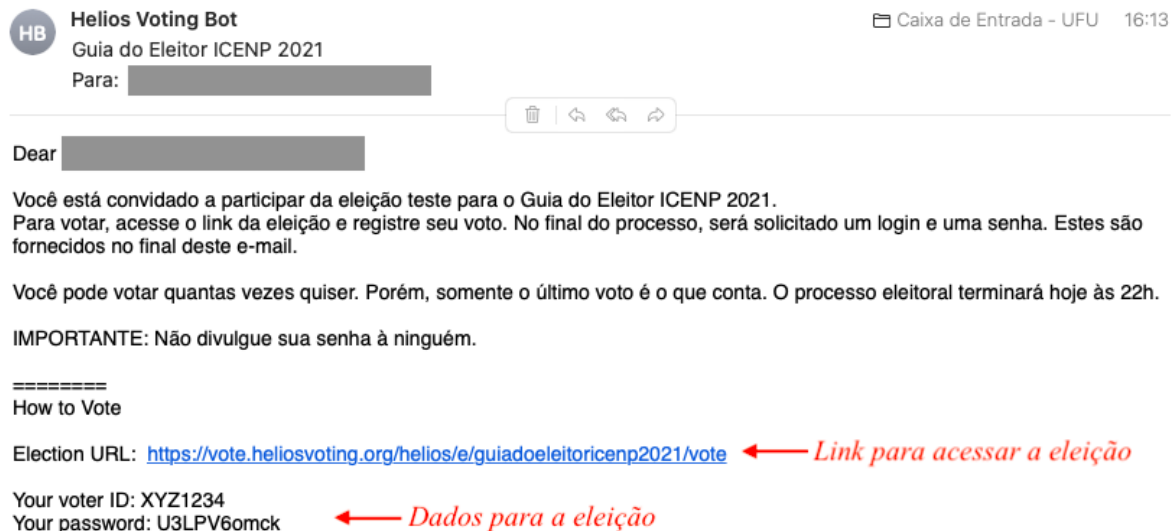 HB
Helios Voting Bot
Caixa de Entrada - UFU 16:13
Guia do Eleitor ICENP 2021
Para:
Dear
Você está convidado a participar da eleição teste para o Guia do Eleitor ICENP 2021.
Para votar, acesse o link da eleição e registre seu voto. No final do processo, será solicitado um login e uma senha. Estes são
fornecidos no final deste e-mail.
Você pode votar quantas vezes quiser. Porém, somente o último voto é o que conta. O processo eleitoral terminará hoje às 22h.
IMPORTANTE: Não divulgue sua senha à ninguém.
========
How to Vote
Election URL: https://vote.heliosvoting.org/helios/e/guiadoeleitoricenp2021/vote Link para acessar a eleição
Your voter ID: XYZ1234
Your password: U3LPV6omck Dados para a eleição